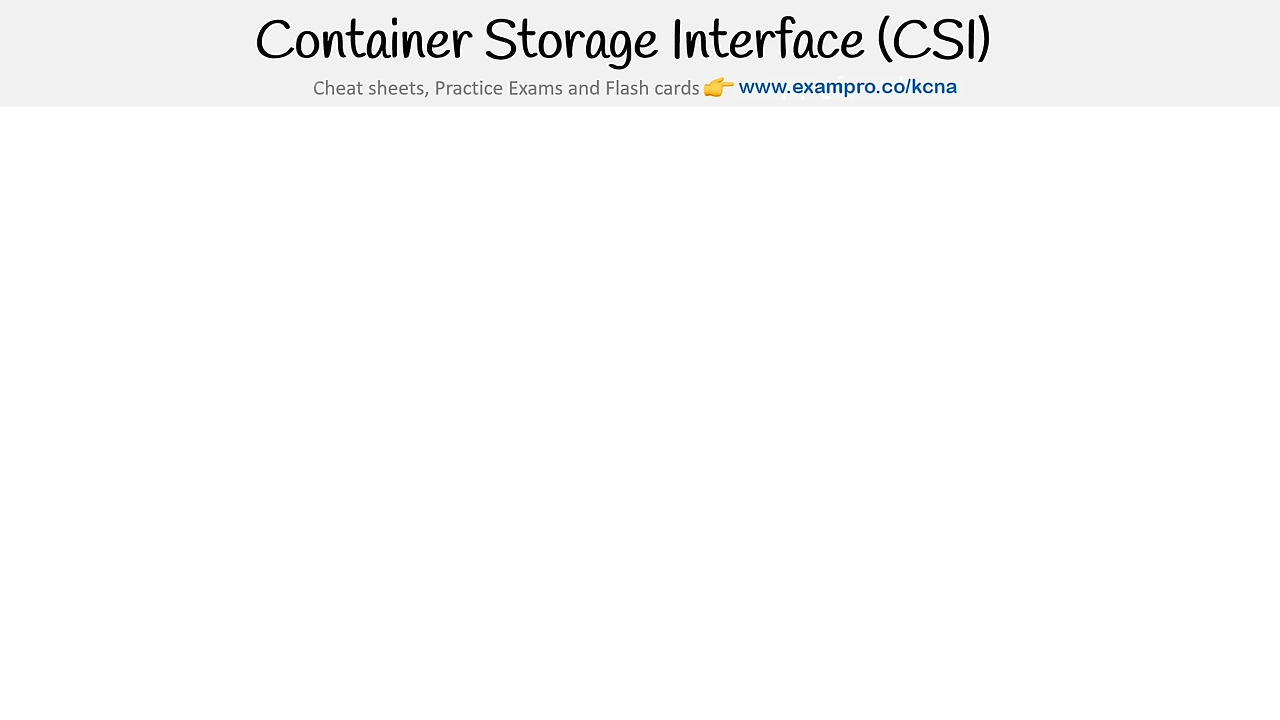 Container Storage Interface (CSI)
Cheat sheets, Practice Exams and Flash cards 👉 www.exampro.co/kcna